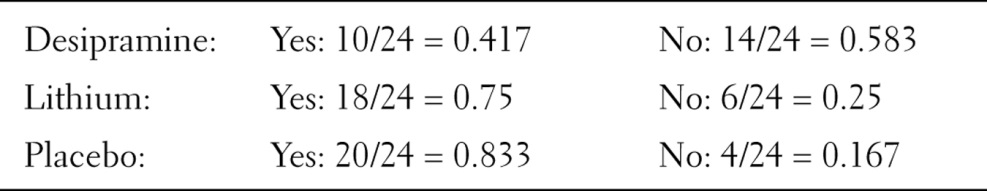 Desipramine: Yes: 10/24 = 0.417 No: 14/24 = 0.583
Lithium: Yes: 18/24 = 0.75 No: 6/24 = 0.25
Placebo: Yes: 20/24 = 0.833 No: 4/24 = 0.167